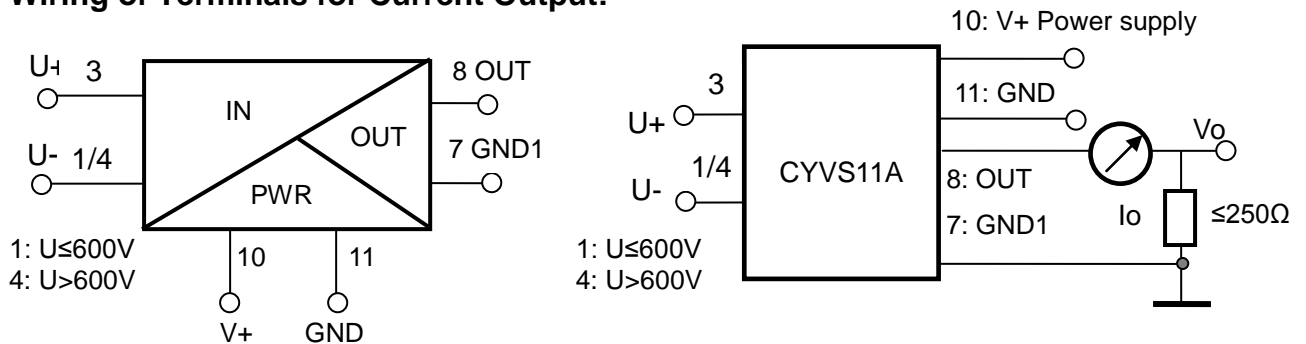 Wiring of Terminals for Current Output:
U+ 3
8 OUT
IN
OUT
U- 1/4
7 GND1
PWR
1: U≤600V
4: U>600V
10
11
V+
GND
10: V+ Power supply
3
11: GND
U+
Vo
1/4
CYVS11A
8: OUT
U-
Io
≤250Ω
7: GND1
1: U≤600V
4: U>600V